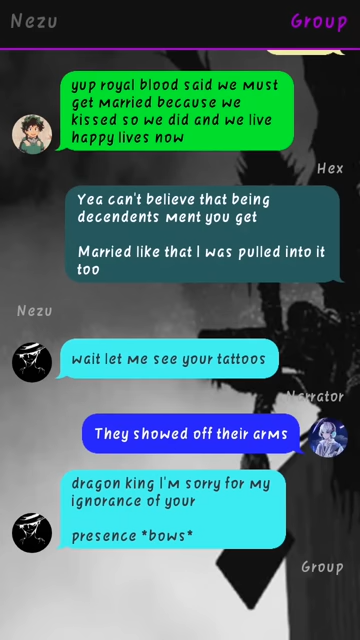 Nezu
Group
yup royal blood said we must
get married because we
kissed so we did and we live
happy lives now
Hex
Yea can't believe that being
decendents ment you get
Married like that I was pulled into it
too
Nezu
wait let me see your tattoos
Narrator
They showed off their arms
dragon king I'm sorry for my
ignorance of your
presence *bows*
Group